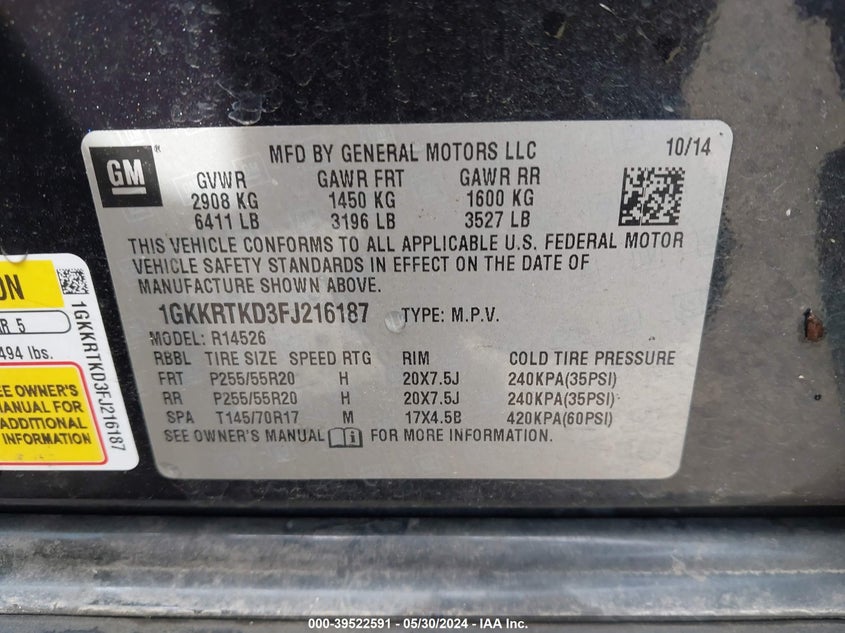 MFD BY GENERAL MOTORS LLC 10/14
GM
GVWR GAWR FRT GAWR RR
2908 KG 1450 KG 1600 KG
6411 LB 3196 LB 3527 LB
THIS VEHICLE CONFORMS TO ALL APPLICABLE U.S. FEDERAL MOTOR
VEHICLE SAFETY STANDARDS IN EFFECT ON THE DATE OF
MANUFACTURE SHOWN ABOVE.
1GKKRTKD3FJ216187 TYPE: M.P.V.
MODEL: R14526
RBBL TIRE SIZE SPEED RTG RIM COLD TIRE PRESSURE
FRT P255/55R20 H 20X7.5J 240KPA(35PSI)
RR P255/55R20 H 20X7.5J 240KPA(35PSI)
SPA T145/70R17 M 17X4.5B 420KPA(60PSI)
SEE OWNER'S MANUAL FOR MORE INFORMATION.
ON
R 5
494 lbs.
EE OWNER'S
MANUAL FOR
ADDITIONAL
INFORMATION
1GKKRTKD3FJ216187
000-39522591 - 05/30/2024 - IAA Inc.